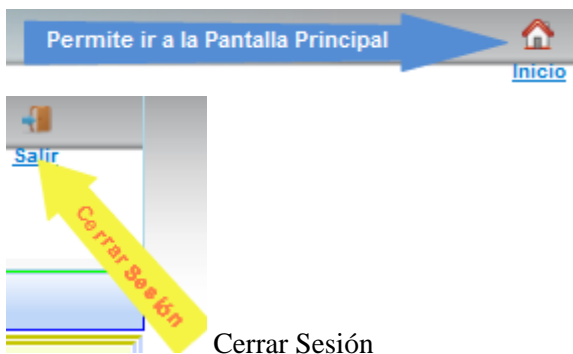 Permite ir a la Pantalla Principal
Inicio
Salir
Cerrar Sesión
Cerrar Sesión